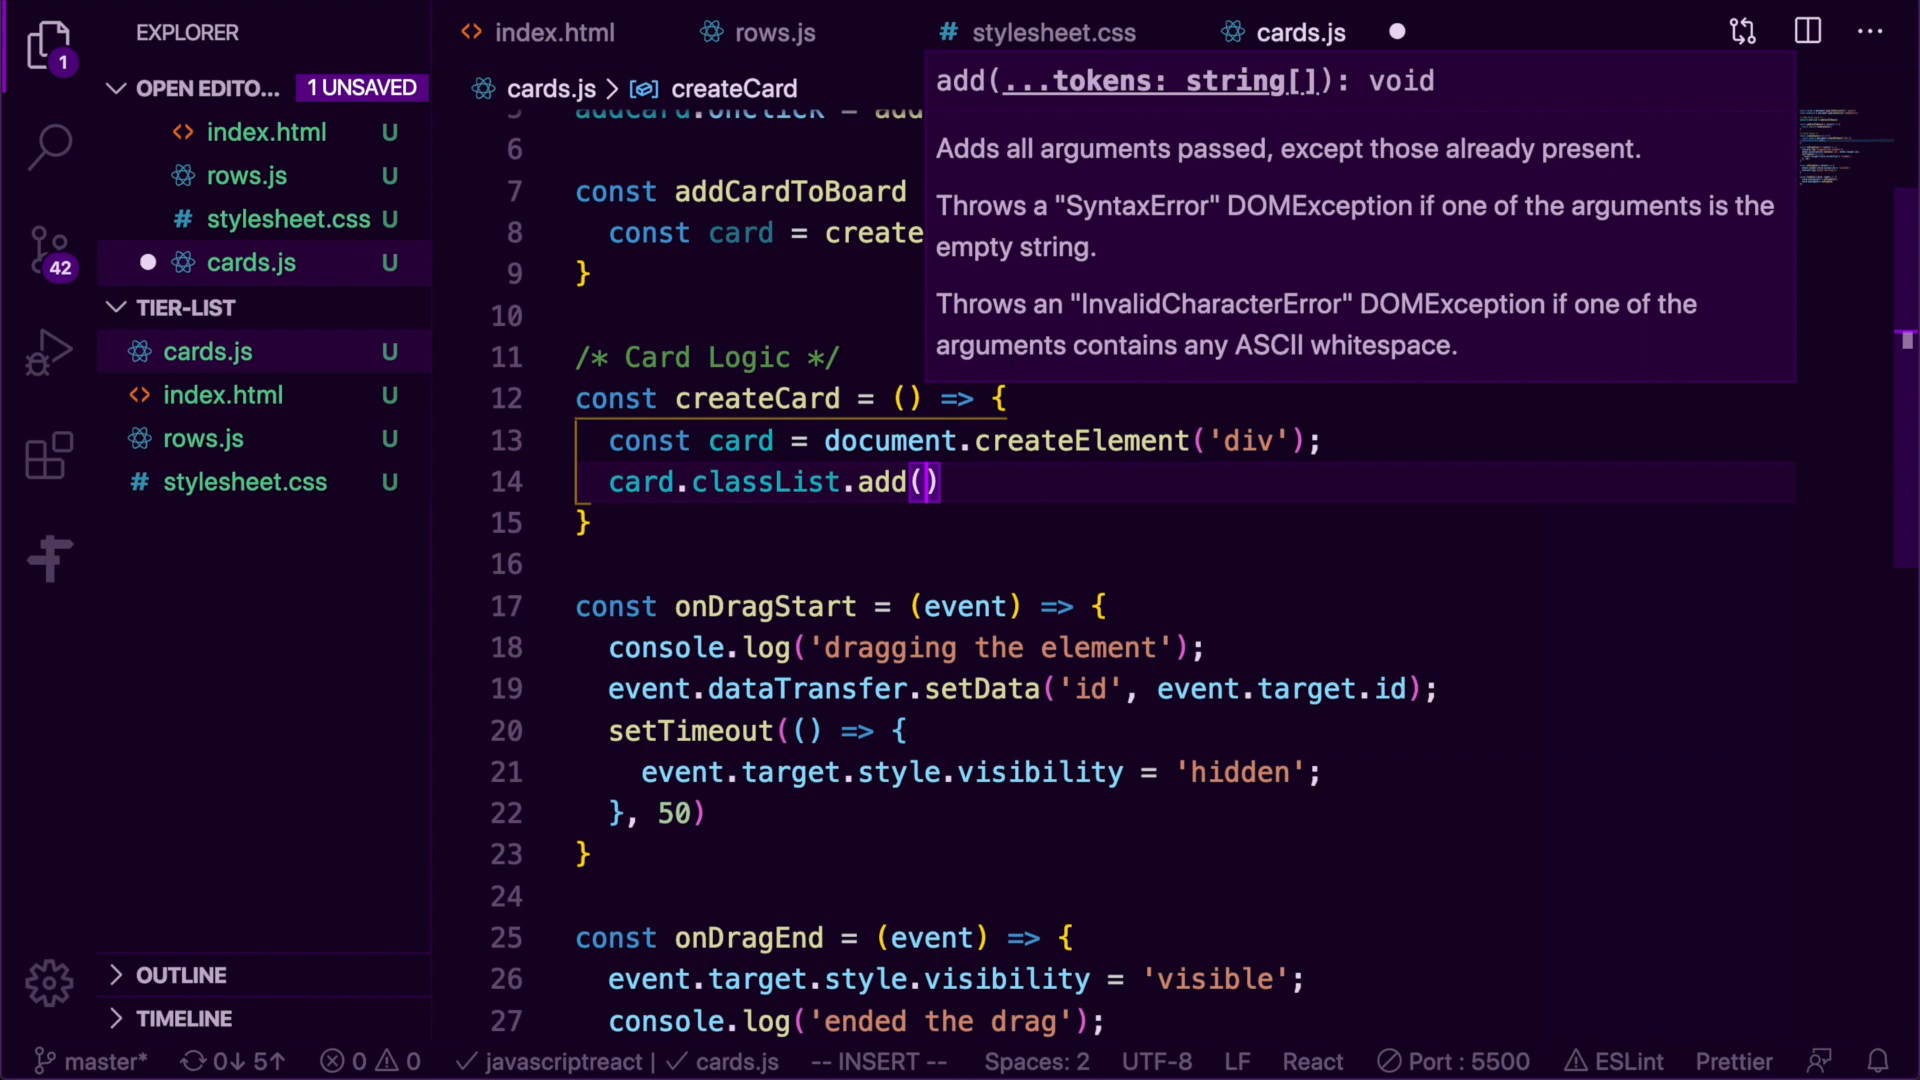 EXPLORER
OPEN EDITO...
1 UNSAVED
index.html U
rows.js U
stylesheet.css U
cards.js U
TIER-LIST
cards.js U
index.html U
rows.js U
stylesheet.css U
OUTLINE
TIMELINE
1
42
index.html
rows.js
stylesheet.css
cards.js
cards.js > createCard
add(...tokens: string[]): void
Adds all arguments passed, except those already present.
Throws a "SyntaxError" DOMException if one of the arguments is the
empty string.
Throws an "InvalidCharacterError" DOMException if one of the
arguments contains any ASCII whitespace.
5 addCard.onclick = add
6
7 const addCardToBoard
8 const card = create
9 }
10
11 /* Card Logic */
12 const createCard = () => {
13 const card = document.createElement('div');
14 card.classList.add()
15 }
16
17 const onDragStart = (event) => {
18 console.log('dragging the element');
19 event.dataTransfer.setData('id', event.target.id);
20 setTimeout(() => {
21 event.target.style.visibility = 'hidden';
22 }, 50)
23 }
24
25 const onDragEnd = (event) => {
26 event.target.style.visibility = 'visible';
27 console.log('ended the drag');
master* 0↓ 5↑ 0 0 javascriptreact | cards.js -- INSERT -- Spaces: 2 UTF-8 LF React Port : 5500 ESLint Prettier